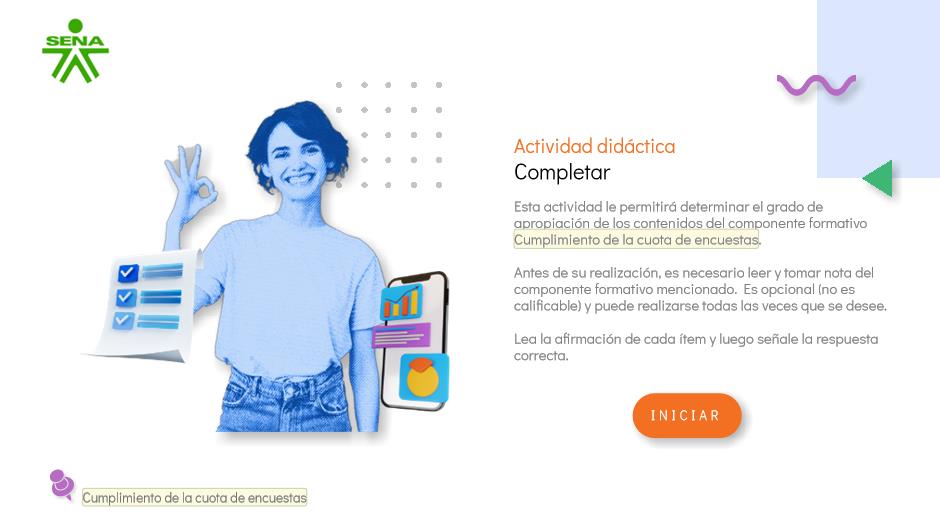 SENA
Actividad didáctica
Completar
Esta actividad le permitirá determinar el grado de
apropiación de los contenidos del componente formativo
Cumplimiento de la cuota de encuestas.
Antes de su realización, es necesario leer y tomar nota del
componente formativo mencionado. Es opcional (no es
calificable) y puede realizarse todas las veces que se desee.
Lea la afirmación de cada ítem y luego señale la respuesta
correcta.
INICIAR
Cumplimiento de la cuota de encuestas